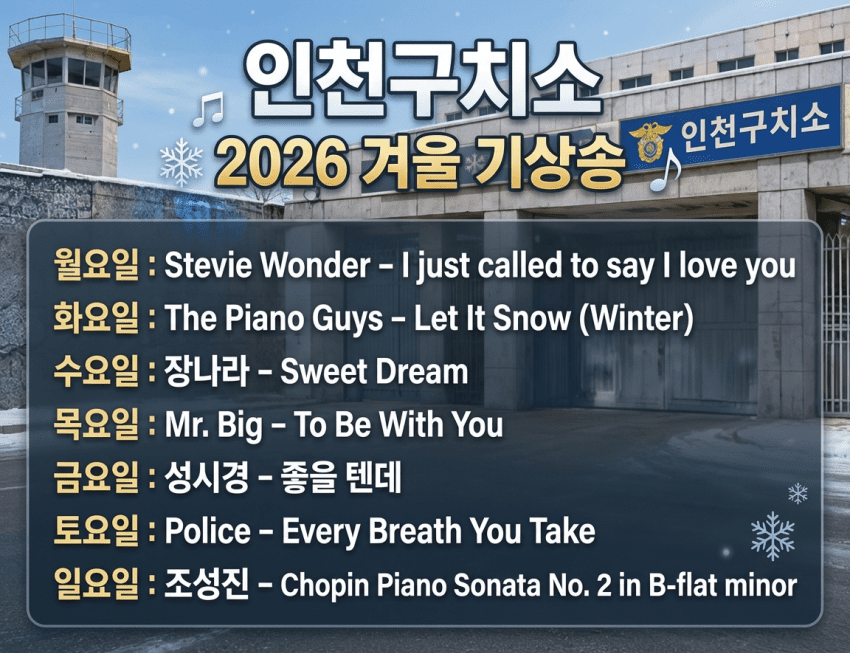 인천구치소
2026 겨울 기상송
인천구치소
월요일 : Stevie Wonder – I just called to say I love you
화요일 : The Piano Guys – Let It Snow (Winter)
수요일 : 장나라 – Sweet Dream
목요일 : Mr. Big – To Be With You
금요일 : 성시경 – 좋을 텐데
토요일 : Police – Every Breath You Take
일요일 : 조성진 – Chopin Piano Sonata No. 2 in B-flat minor